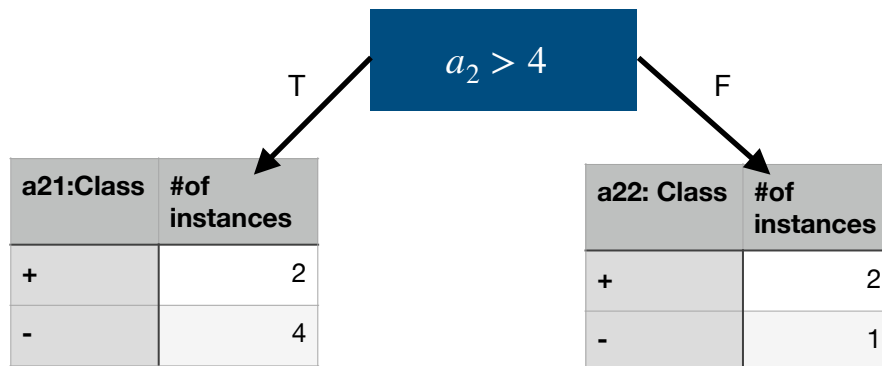 a₂ > 4
T
F
a21:Class #of instances
+ 2
- 4
a22: Class #of instances
+ 2
- 1